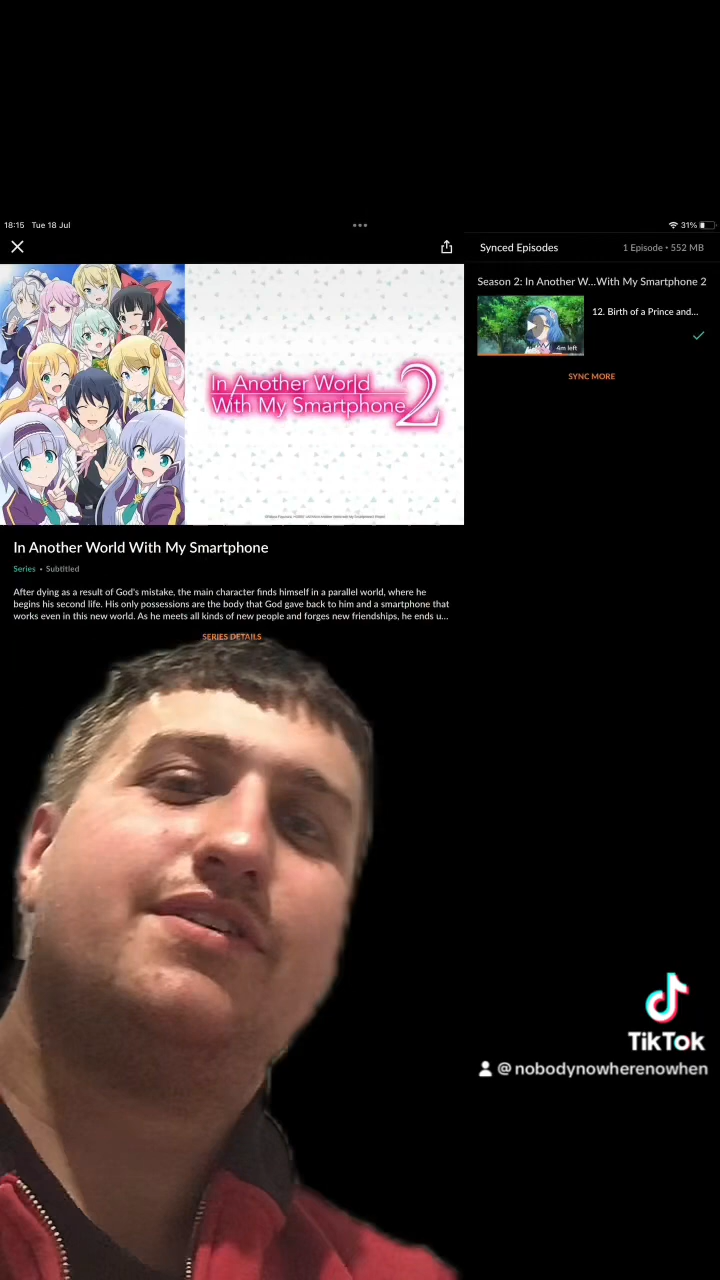 18:15 Tue 18 Jul
31%
Synced Episodes
1 Episode • 552 MB
Season 2: In Another W...With My Smartphone 2
12. Birth of a Prince and...
4m left
SYNC MORE
In Another World
With My Smartphone 2
In Another World With My Smartphone
Series • Subtitled
After dying as a result of God's mistake, the main character finds himself in a parallel world, where he
begins his second life. His only possessions are the body that God gave back to him and a smartphone that
works even in this new world. As he meets all kinds of new people and forges new friendships, he ends u...
SERIES DETAILS
TikTok
@nobodynowherenowhen